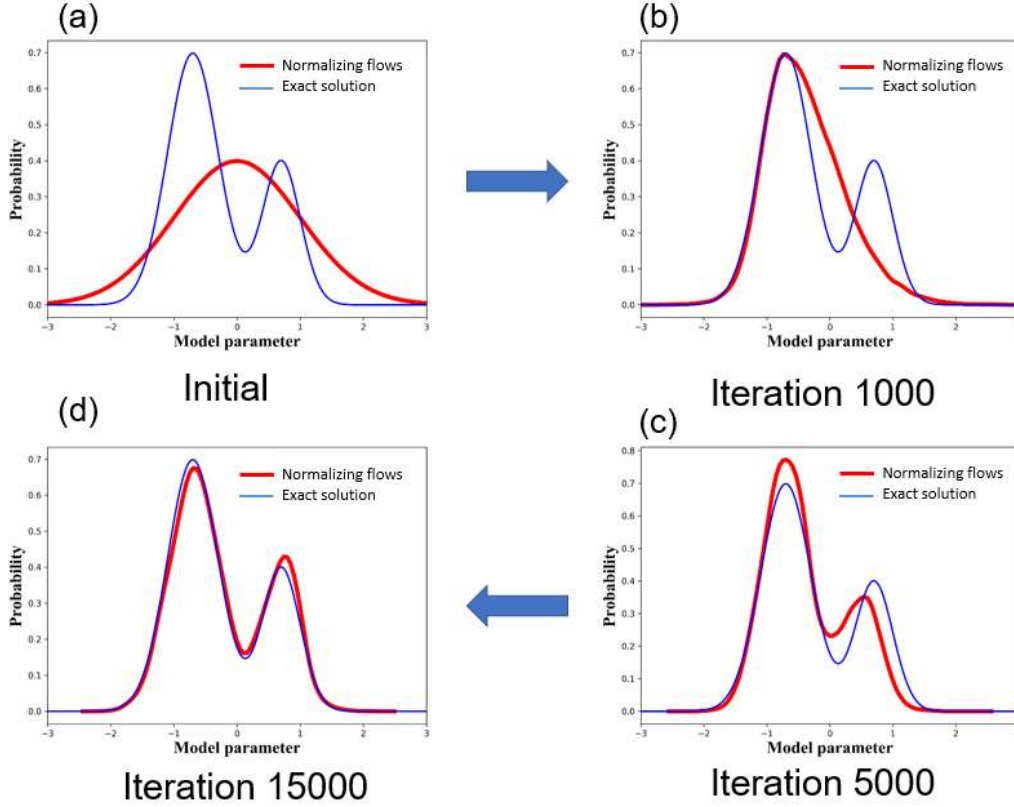 (a)
Probability
0.7
0.6
0.5
0.4
0.3
0.2
0.1
0.0
Normalizing flows
Exact solution
−3
−2
−1
0
1
2
3
Model parameter
Initial
(b)
Probability
0.7
0.6
0.5
0.4
0.3
0.2
0.1
0.0
Normalizing flows
Exact solution
−3
−2
−1
0
1
2
Model parameter
Iteration 1000
(d)
Probability
0.7
0.6
0.5
0.4
0.3
0.2
0.1
0.0
Normalizing flows
Exact solution
−3
−2
−1
0
1
2
3
Model parameter
Iteration 15000
(c)
Probability
0.8
0.7
0.6
0.5
0.4
0.3
0.2
0.1
0.0
Normalizing flows
Exact solution
−3
−2
−1
0
1
2
Model parameter
Iteration 5000